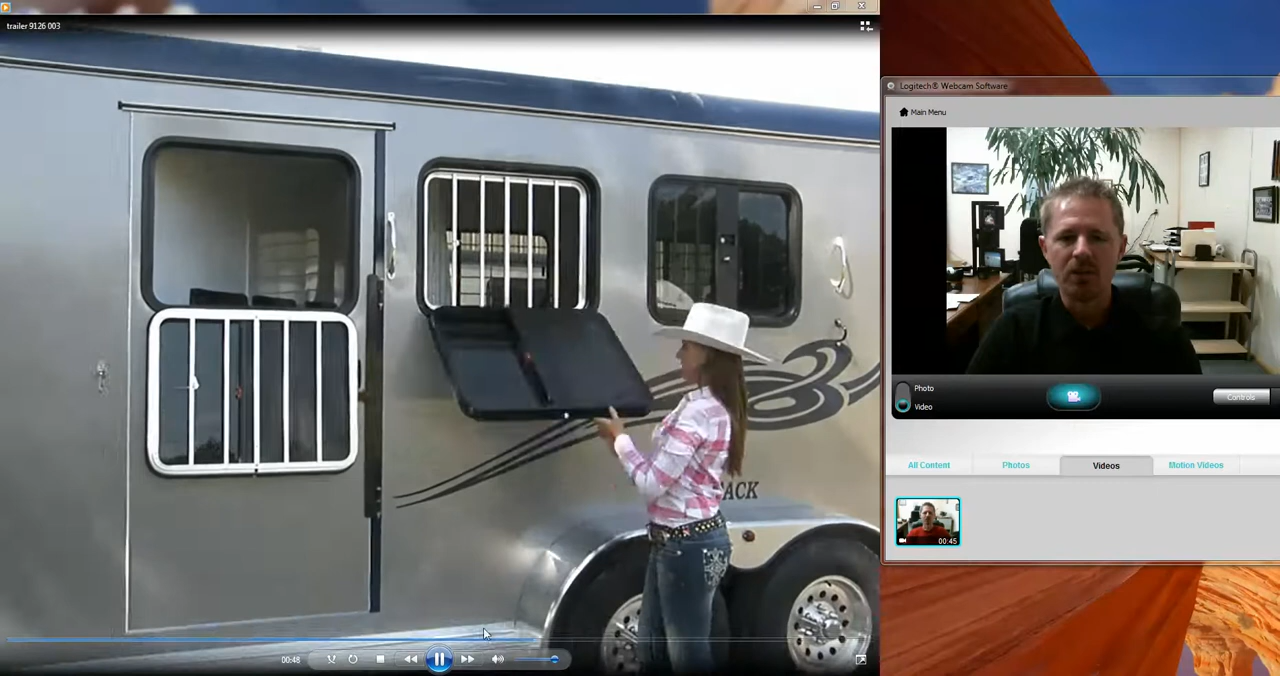 trailer 9126 003
Logitech® Webcam Software
Main Menu
Photo
Video
Controls
All Content
Photos
Videos
Motion Videos
00:45
00:48